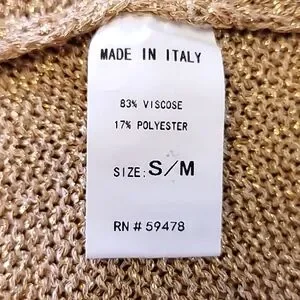 MADE IN ITALY
83% VISCOSE
17% POLYESTER
SIZE: S/M
RN # 59478